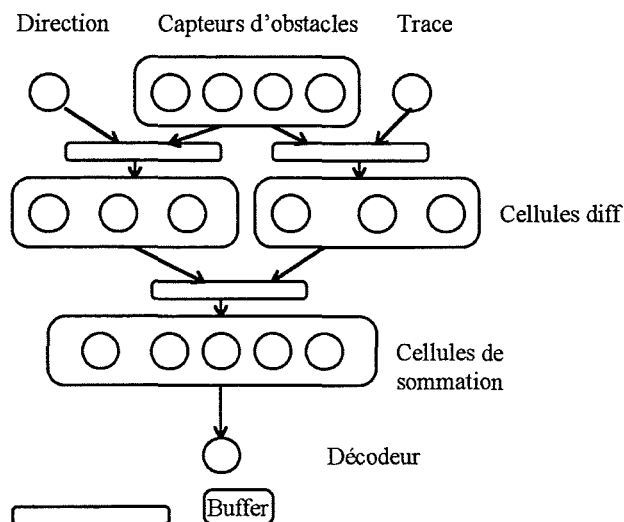 Direction Capteurs d'obstacles Trace
Cellules diff
Cellules de
sommation
Décodeur
Buffer